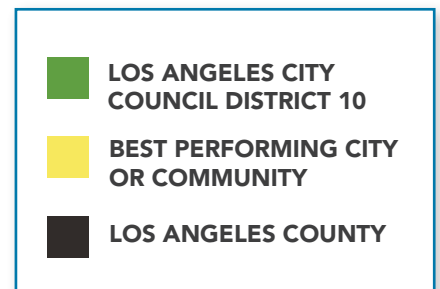 LOS ANGELES CITY
COUNCIL DISTRICT 10
BEST PERFORMING CITY
OR COMMUNITY
LOS ANGELES COUNTY